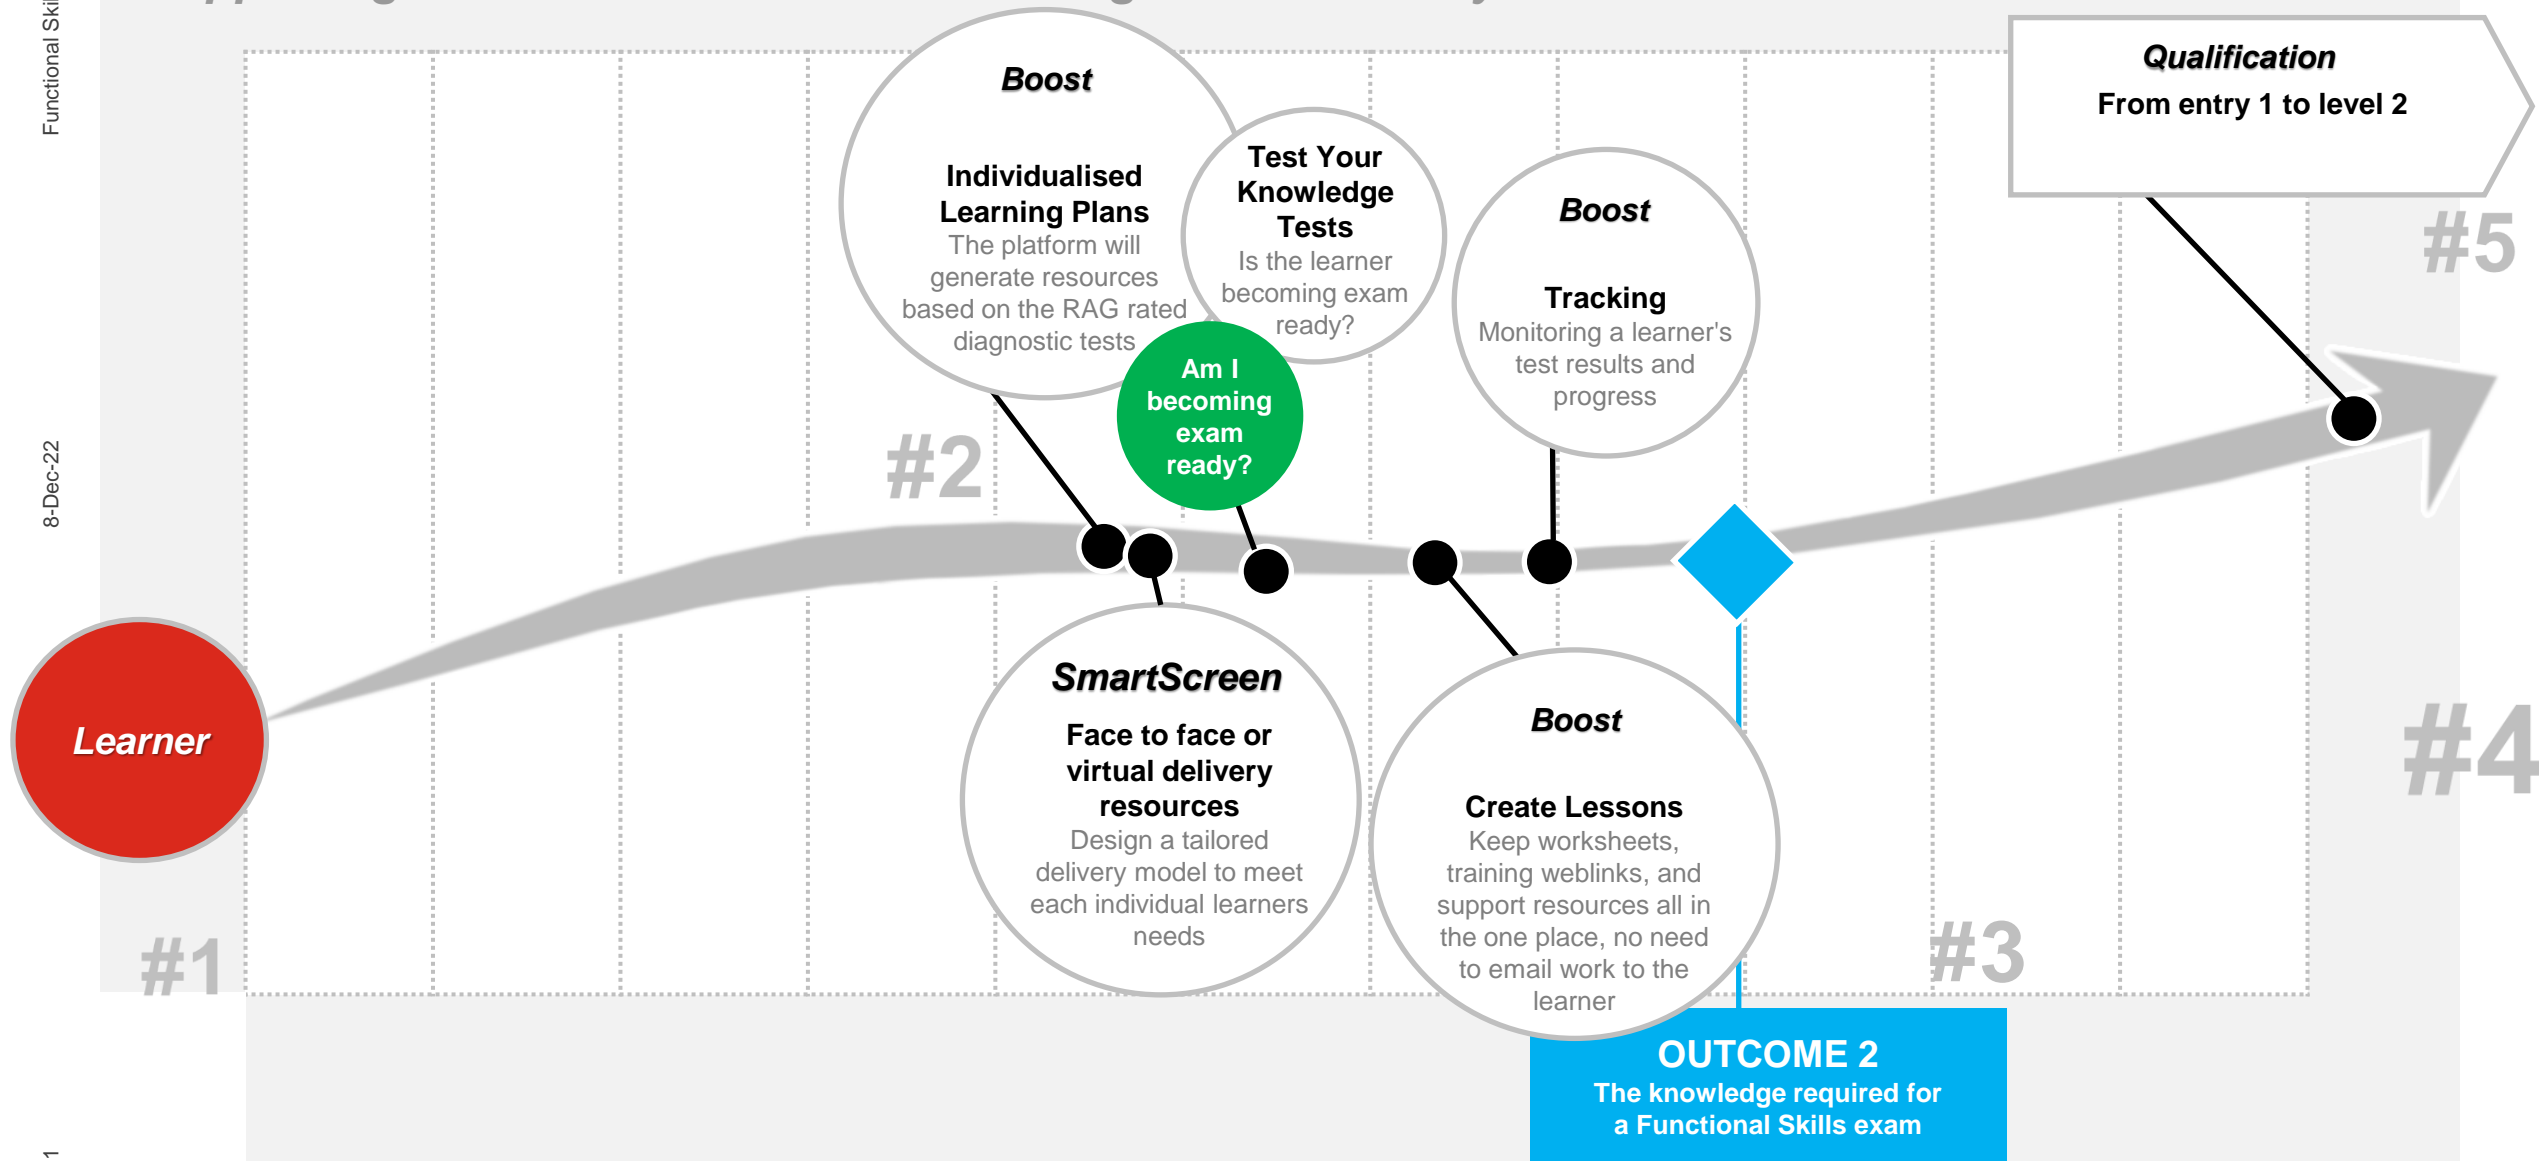 Functional Skil
8-Dec-22
1
Boost
Individualised
Learning Plans
The platform will
generate resources
based on the RAG rated
diagnostic tests
Test Your
Knowledge
Tests
Is the learner
becoming exam
ready?
Am I
becoming
exam
ready?
Boost
Tracking
Monitoring a learner's
test results and
progress
Qualification
From entry 1 to level 2
#5
#2
Learner
#1
SmartScreen
Face to face or
virtual delivery
resources
Design a tailored
delivery model to meet
each individual learners
needs
Boost
Create Lessons
Keep worksheets,
training weblinks, and
support resources all in
the one place, no need
to email work to the
learner
#4
#3
OUTCOME 2
The knowledge required for
a Functional Skills exam